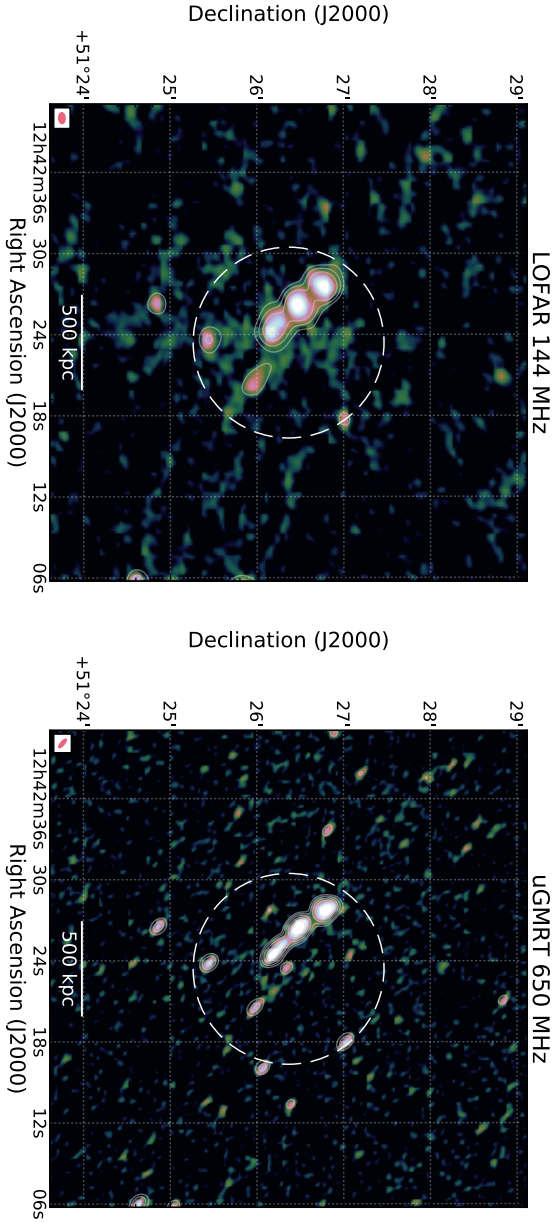 LOFAR 144 MHz
Declination (J2000)
29'
28'
27'
26'
25'
+51°24'
500 kpc
12h42m36s
30s
24s
18s
12s
06s
Right Ascension (J2000)
uGMRT 650 MHz
Declination (J2000)
29'
28'
27'
26'
25'
+51°24'
500 kpc
12h42m36s
30s
24s
18s
12s
06s
Right Ascension (J2000)